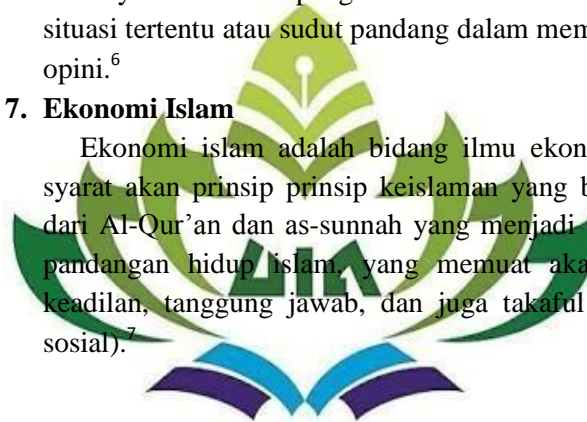 situasi tertentu atau sudut pandang dalam mem
opini.⁶
7. Ekonomi Islam
Ekonomi islam adalah bidang ilmu ekon
syarat akan prinsip prinsip keislaman yang b
dari Al-Qur'an dan as-sunnah yang menjadi
pandangan hidup islam, yang memuat aka
keadilan, tanggung jawab, dan juga takaful
sosial).⁷